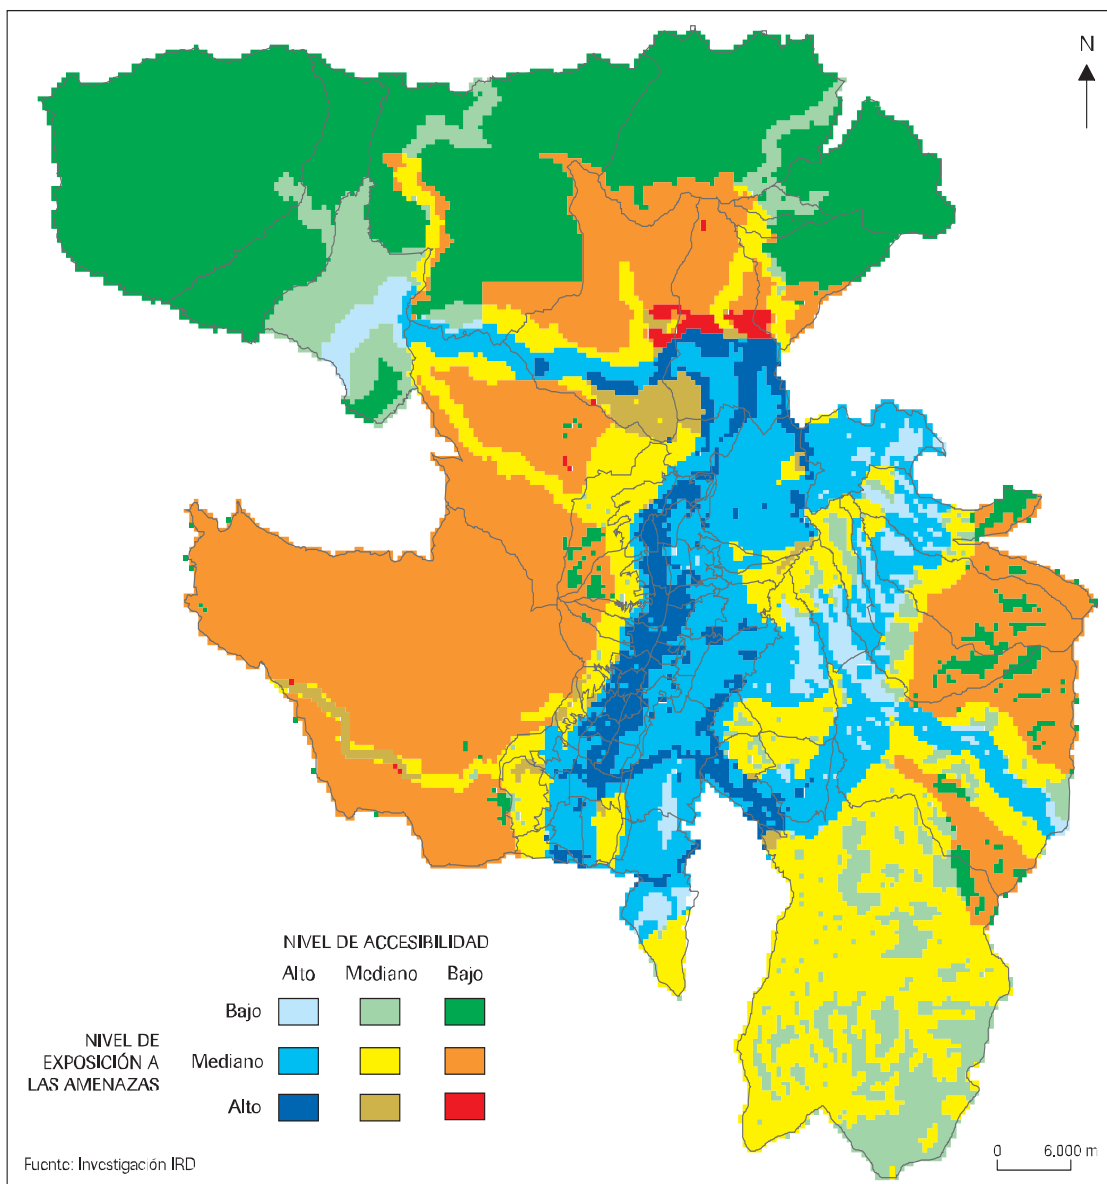 N
NIVEL DE ACCESIBILIDAD
Alto Mediano Bajo
NIVEL DE
EXPOSICIÓN A
LAS AMENAZAS
Bajo
Mediano
Alto
Fuente: Investigación IRD
0 6.000 m